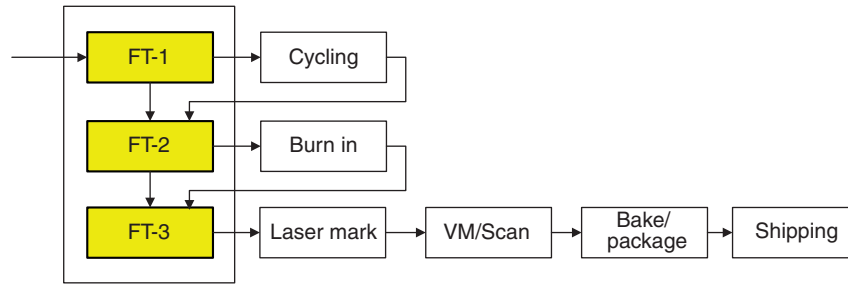 FT-1
Cycling
FT-2
Burn in
FT-3
Laser mark
VM/Scan
Bake/
package
Shipping